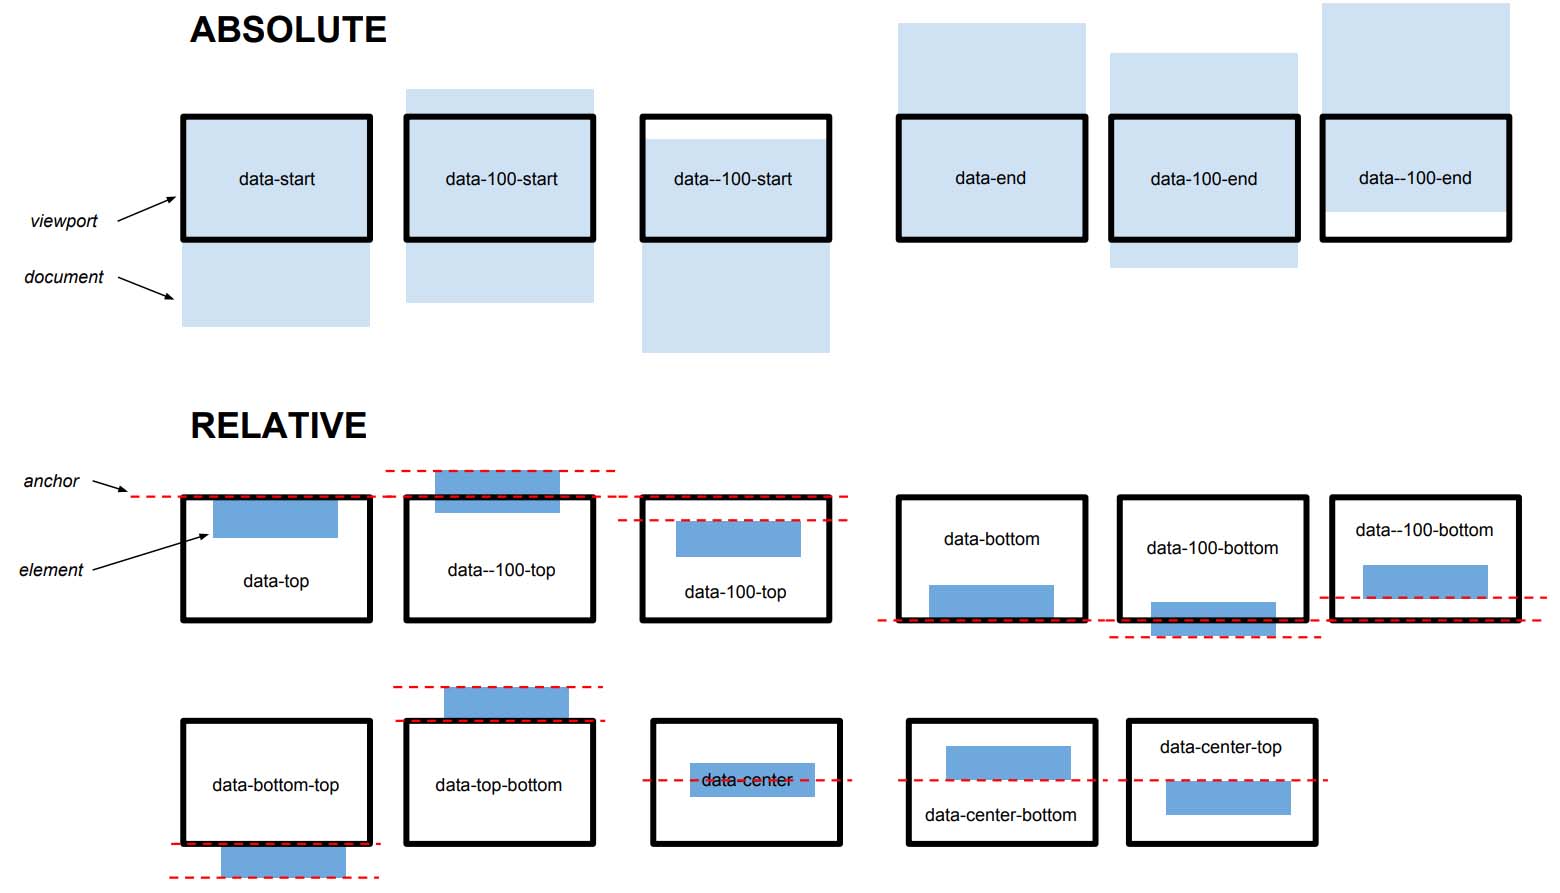 ABSOLUTE
data-start
data-100-start
data--100-start
data-end
data-100-end
data--100-end
viewport
document
RELATIVE
anchor
element
data-top
data--100-top
data-100-top
data-bottom
data-100-bottom
data--100-bottom
data-bottom-top
data-top-bottom
data-center
data-center-bottom
data-center-top